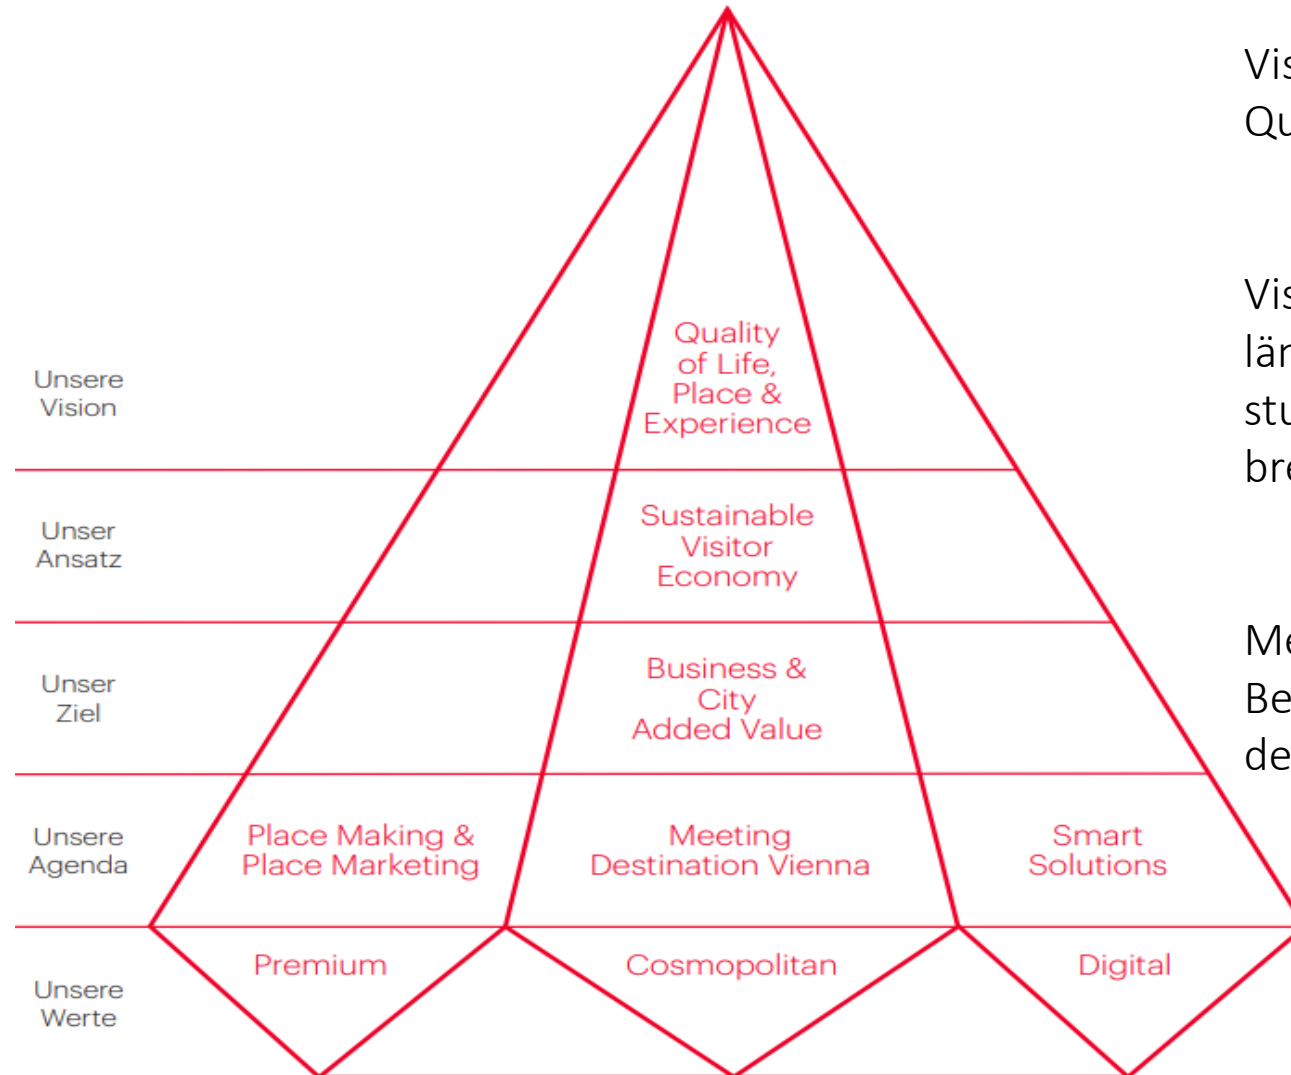 Unsere
Vision
Quality
of Life,
Place &
Experience
Unser
Ansatz
Sustainable
Visitor
Economy
Unser
Ziel
Business &
City
Added Value
Unsere
Agenda
Place Making &
Place Marketing
Meeting
Destination Vienna
Smart
Solutions
Unsere
Werte
Premium
Cosmopolitan
Digital